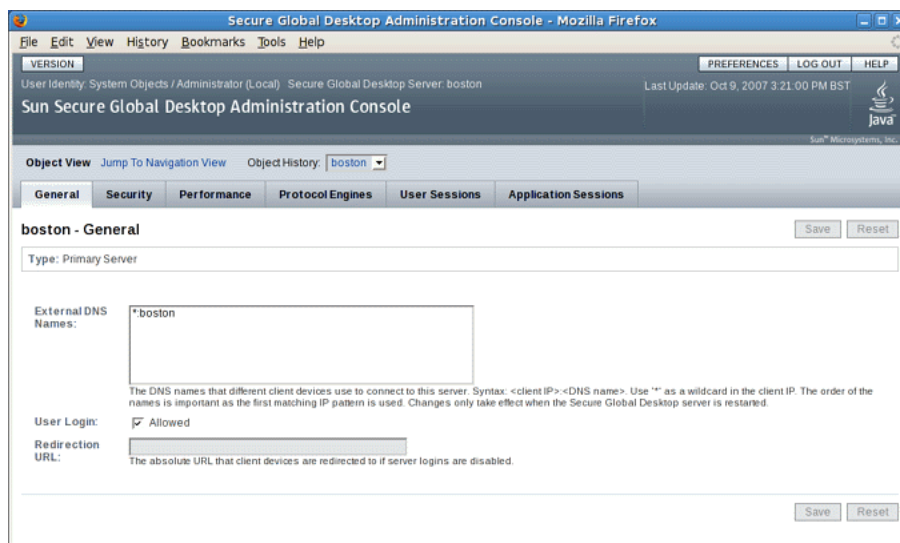 Secure Global Desktop Administration Console - Mozilla Firefox
File Edit View History Bookmarks Tools Help
VERSION PREFERENCES LOG OUT HELP
User Identity: System Objects / Administrator (Local) Secure Global Desktop Server: boston Last Update: Oct 9, 2007 3:21:00 PM BST
Sun Secure Global Desktop Administration Console
Java
Sun™ Microsystems, Inc.
Object View Jump To Navigation View Object History: boston
General Security Performance Protocol Engines User Sessions Application Sessions
boston - General Save Reset
Type: Primary Server
External DNS Names: *:boston
The DNS names that different client devices use to connect to this server. Syntax: <client IP>:<DNS name>. Use '*' as a wildcard in the client IP. The order of the
names is important as the first matching IP pattern is used. Changes only take effect when the Secure Global Desktop server is restarted.
User Login: Allowed
Redirection URL:
The absolute URL that client devices are redirected to if server logins are disabled.
Save Reset